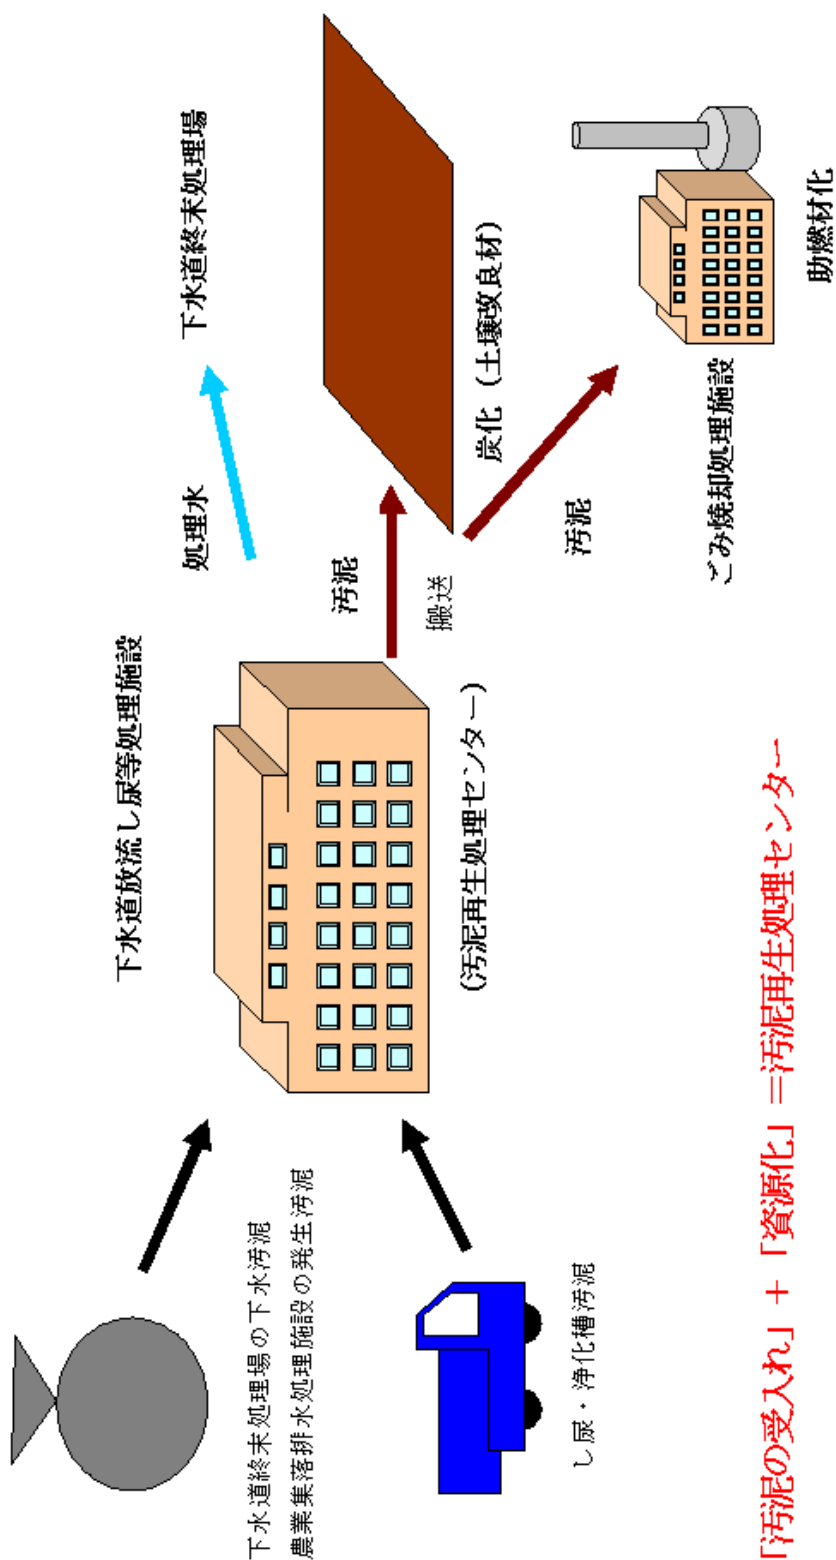 下水道終末処理場の下水汚泥
農業集落排水処理施設の発生汚泥
し尿・浄化槽汚泥
下水道放流し尿等処理施設
(汚泥再生処理センター)
処理水
下水道終末処理場
汚泥
搬送
炭化（土壌改良材）
汚泥
ごみ焼却処理施設
助燃材化
「汚泥の受入れ」＋「資源化」＝汚泥再生処理センター